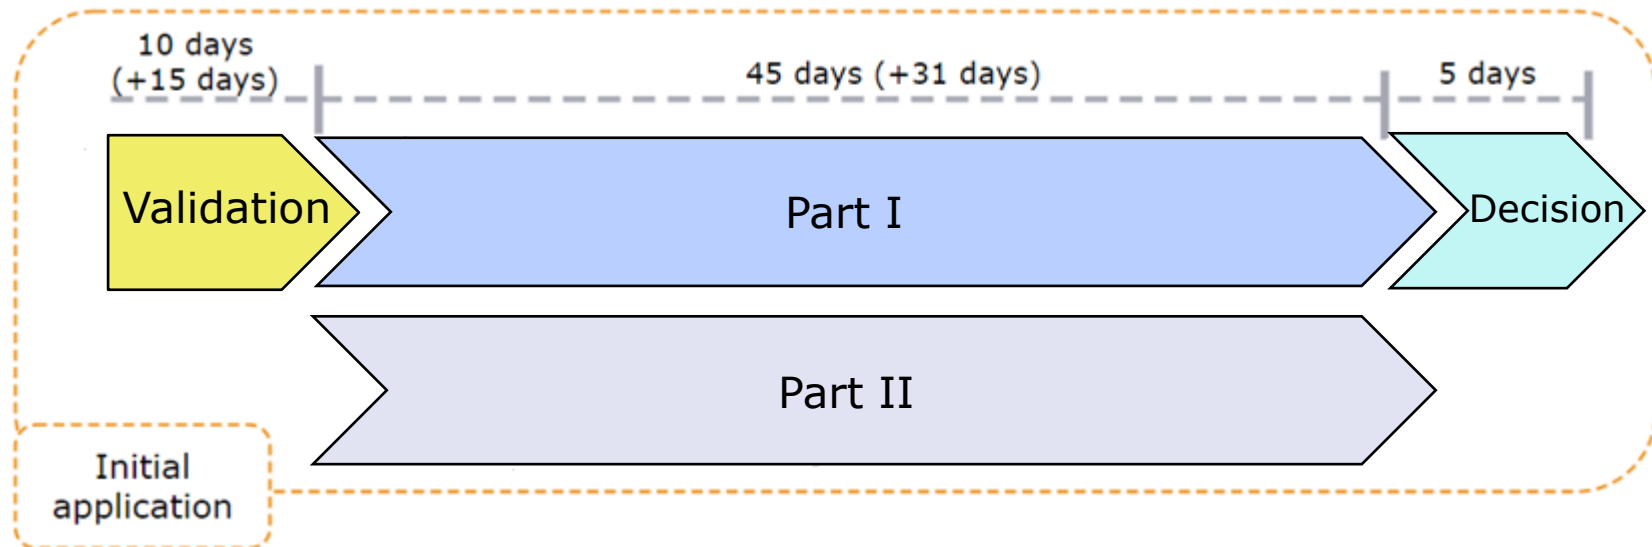 10 days
(+15 days)
45 days (+31 days)
5 days
Validation
Part I
Decision
Part II
Initial
application